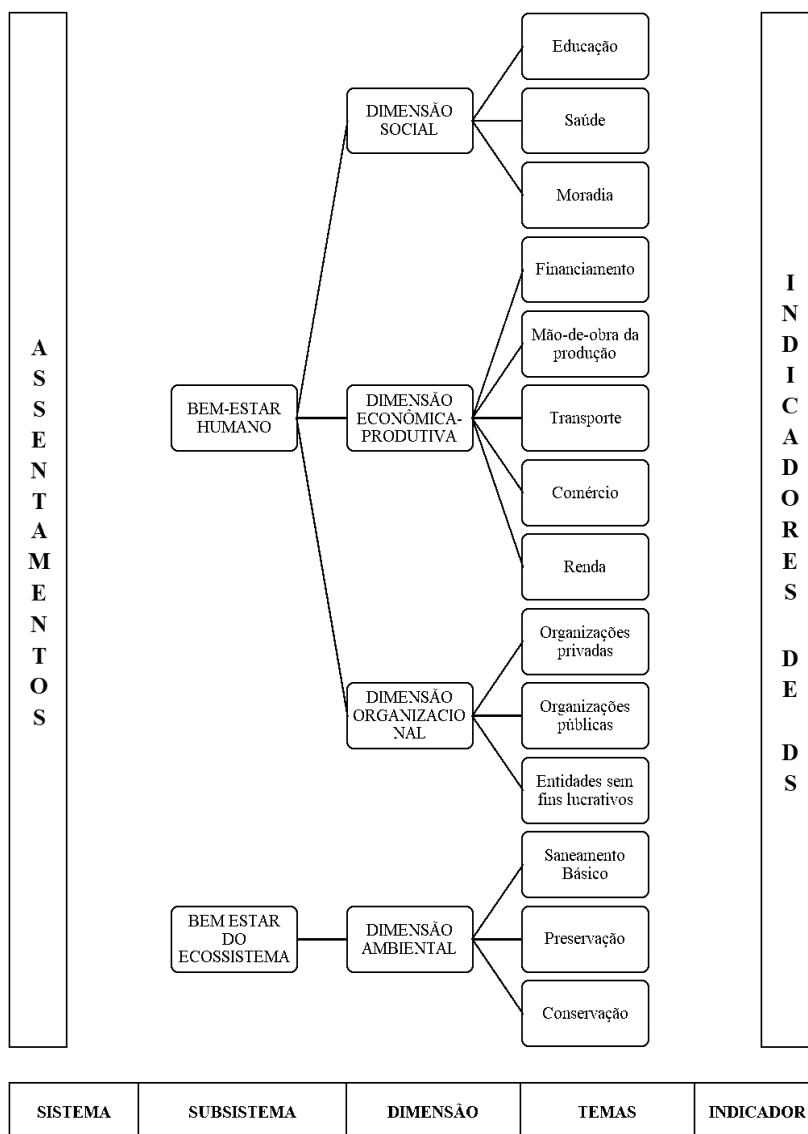 ASSENTAMENTOS
BEM-ESTAR
HUMANO
DIMENSÃO
SOCIAL
Educação
Saúde
Moradia
DIMENSÃO
ECONÔMICA-
PRODUTIVA
Financiamento
Mão-de-obra da
produção
Transporte
Comércio
Renda
DIMENSÃO
ORGANIZACIO
NAL
Organizações
privadas
Organizações
públicas
Entidades sem
fins lucrativos
BEM ESTAR
DO
ECOSSISTEMA
DIMENSÃO
AMBIENTAL
Saneamento
Básico
Preservação
Conservação
INDICADORES DE DS
SISTEMA
SUBSISTEMA
DIMENSÃO
TEMAS
INDICADOR